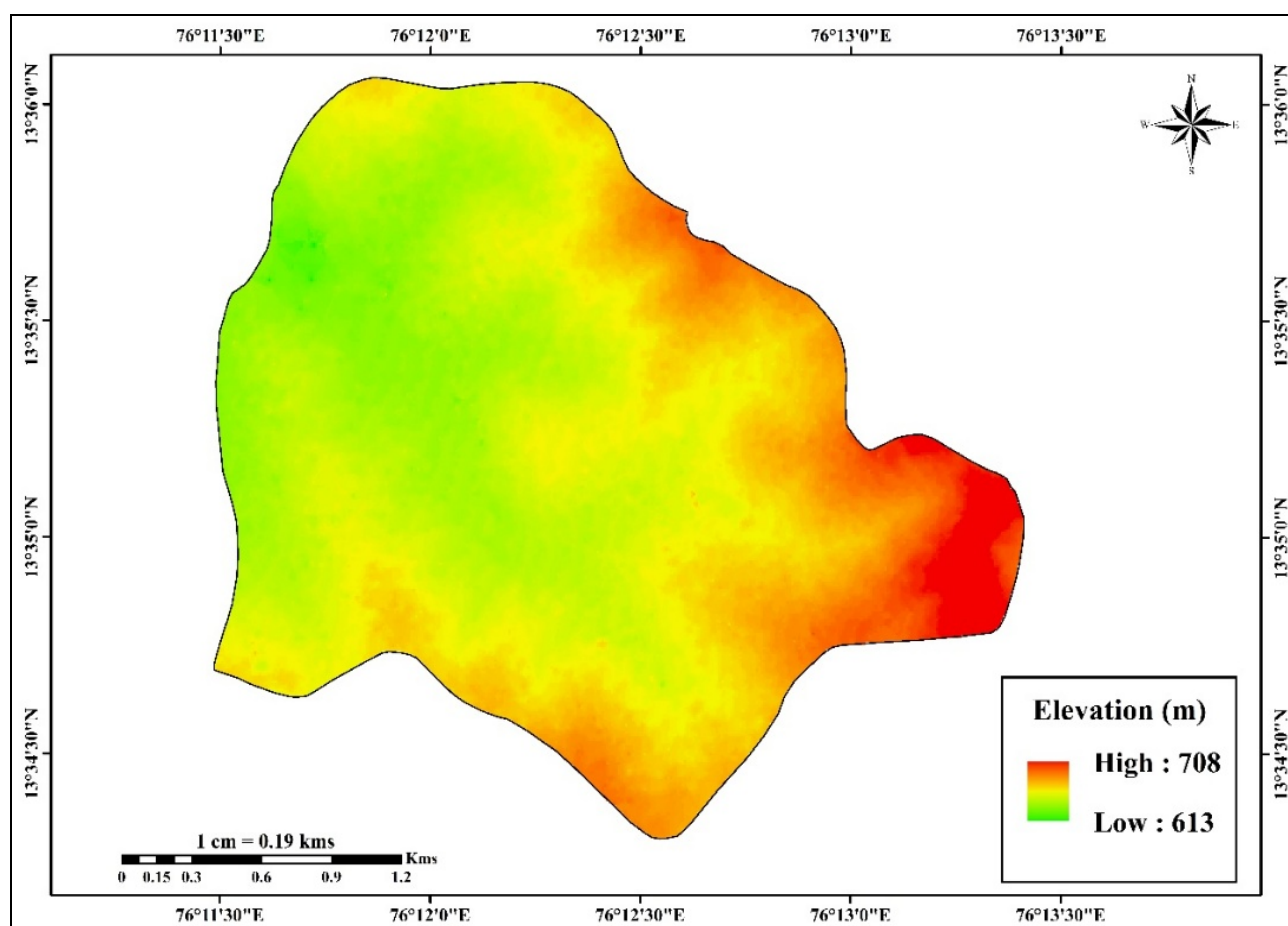 76°11'30"E 76°12'0"E 76°12'30"E 76°13'0"E 76°13'30"E
13°36'0"N
13°35'30"N
13°35'0"N
13°34'30"N
N
W E
S
13°36'0"N
13°35'30"N
13°35'0"N
13°34'30"N
Elevation (m)
High : 708
Low : 613
1 cm = 0.19 kms
Kms
0 0.15 0.3 0.6 0.9 1.2
76°11'30"E 76°12'0"E 76°12'30"E 76°13'0"E 76°13'30"E